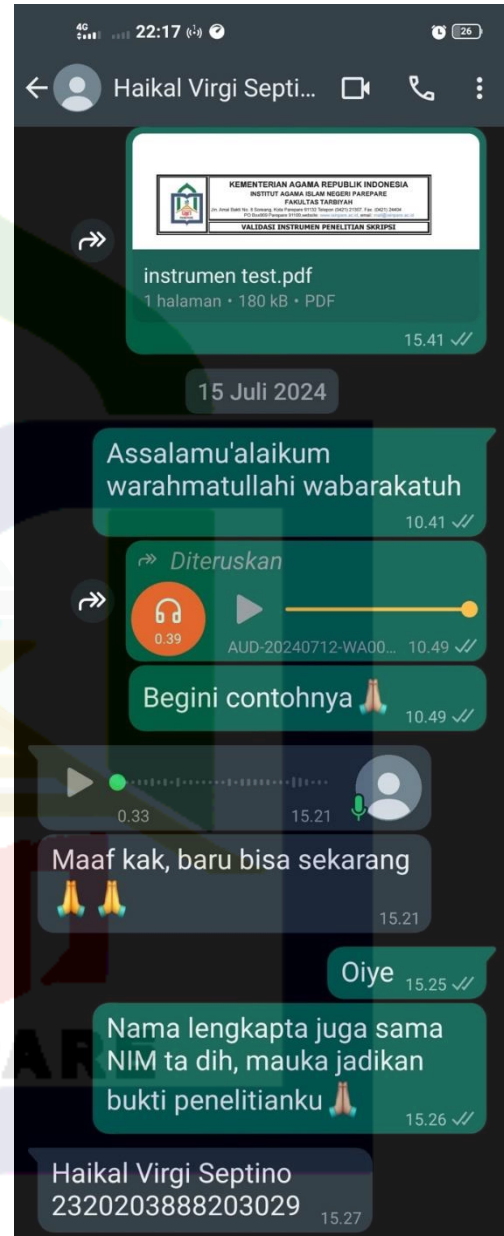 4G 22:17 26
Haikal Virgi Septi...
KEMENTERIAN AGAMA REPUBLIK INDONESIA
INSTITUT AGAMA ISLAM NEGERI PAREPARE
FAKULTAS TARBIYAH
VALIDASI INSTRUMEN PENELITIAN SKRIPSI
instrumen test.pdf
1 halaman • 180 kB • PDF
15.41
15 Juli 2024
Assalamu'alaikum
warahmatullahi wabarakatuh
10.41
Diteruskan
0.39
AUD-20240712-WA00... 10.49
Begini contohnya 🙏🏽
10.49
0.33 15.21
Maaf kak, baru bisa sekarang
🙏 🙏
15.21
Oiye 15.25
Nama lengkapta juga sama
NIM ta dih, mauka jadikan
bukti penelitianku 🙏🏽
15.26
Haikal Virgi Septino
2320203888203029 15.27
ARE